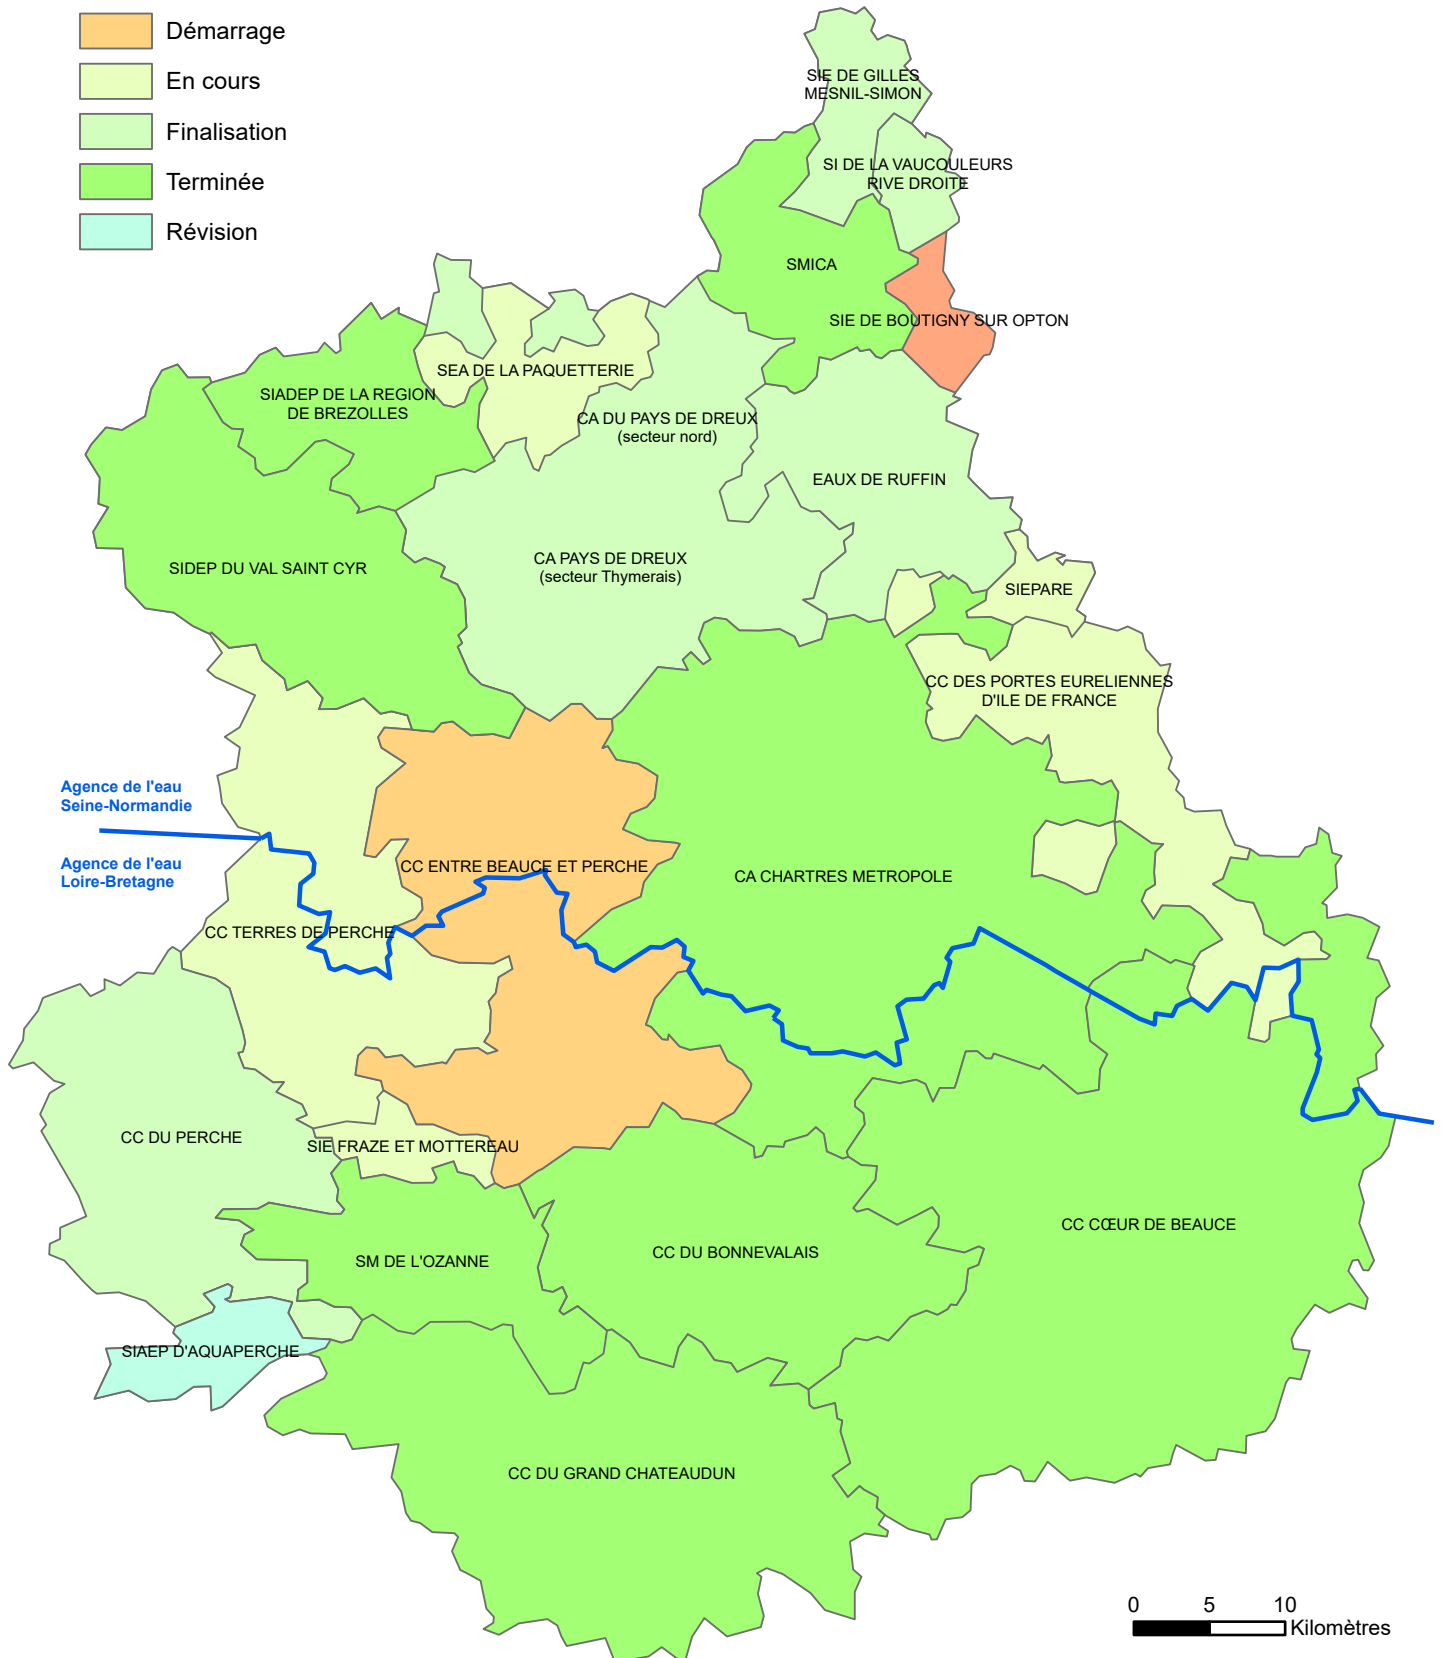 Démarrage
En cours
Finalisation
Terminée
Révision
SIE DE GILLES
MESNIL-SIMON
SI DE LA VAUCOULEURS
RIVE DROITE
SMICA
SIE DE BOUTIGNY SUR OPTON
SEA DE LA PAQUETTERIE
SIADEP DE LA REGION
DE BREZOLLES
CA DU PAYS DE DREUX
(secteur nord)
EAUX DE RUFFIN
CA PAYS DE DREUX
(secteur Thymerais)
SIDEP DU VAL SAINT CYR
SIEPARE
CC DES PORTES EURELIENNES
D'ILE DE FRANCE
Agence de l'eau
Seine-Normandie
Agence de l'eau
Loire-Bretagne
CC ENTRE BEAUCE ET PERCHE
CA CHARTRES METROPOLE
CC TERRES DE PERCHE
CC DU PERCHE
SIE FRAZE ET MOTTEREAU
CC CŒUR DE BEAUCE
CC DU BONNEVALAIS
SM DE L'OZANNE
SIAEP D'AQUAPERCHE
CC DU GRAND CHATEAUDUN
0 5 10
Kilomètres